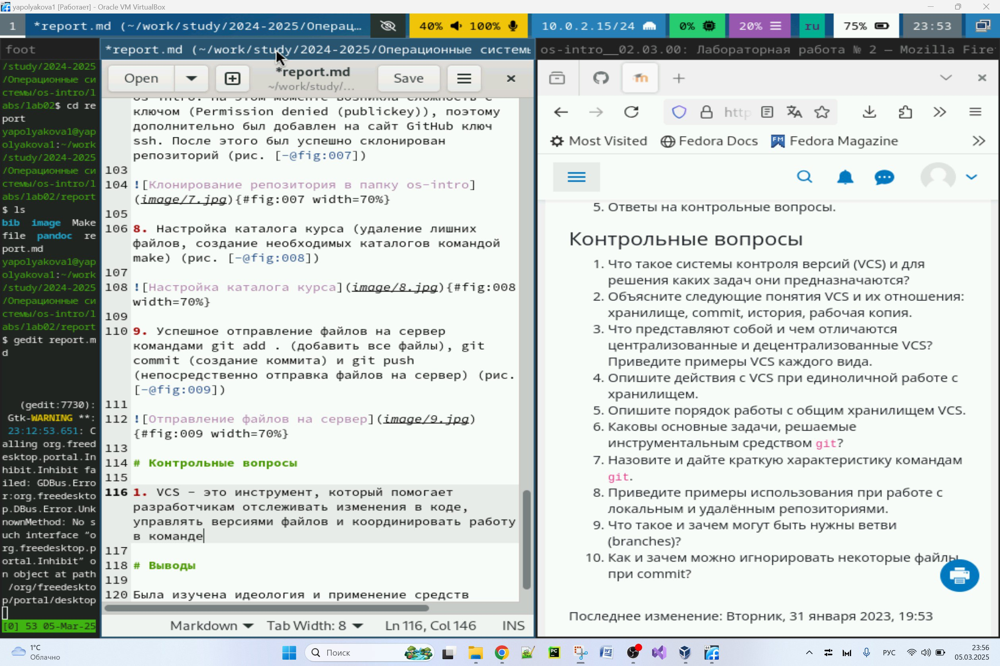 yapolyakova1 [Работает] - Oracle VM VirtualBox
1 *report.md (~/work/study/2024-2025/Операц... 40% 100% 10.0.2.15/24 0% 20% ru 75% 23:53
foot
/study/2024-2025
/Операционные си
стемы/os-intro/l
abs/lab02$ cd re
port
yapolyakova1@yap
olyakova1:~/work
/study/2024-2025
/Операционные си
стемы/os-intro/l
abs/lab02/report
$ ls
bib image Make
file pandoc re
port.md
yapolyakova1@yap
olyakova1:~/work
/study/2024-2025
/Операционные си
стемы/os-intro/l
abs/lab02/report
$ gedit report.m
d
(gedit:7730):
Gtk-WARNING **:
23:12:53.651: C
alling org.freed
esktop.portal.In
hibit.Inhibit fa
iled: GDBus.Erro
r:org.freedeskto
p.DBus.Error.Unk
nownMethod: No s
uch interface “o
rg.freedesktop.p
ortal.Inhibit” o
n object at path
/org/freedeskto
p/portal/desktop
[0] 53 05-Mar-25
*report.md (~/work/study/2024-2025/Операционные системы
Open
*report.md
~/work/study/...
Save
os-intro. На этом моменте возникла сложность с
ключом (Permission denied (publickey)), поэтому
дополнительно был добавлен на сайт GitHub ключ
ssh. После этого был успешно склонирован
репозиторий (рис. [-@fig:007])
103
104 ![Клонирование репозитория в папку os-intro]
(image/7.jpg){#fig:007 width=70%}
105
106 8. Настройка каталога курса (удаление лишних
файлов, создание необходимых каталогов командой
make) (рис. [-@fig:008])
107
108 ![Настройка каталога курса](image/8.jpg){#fig:008
width=70%}
109
110 9. Успешное отправление файлов на сервер
командами git add . (добавить все файлы), git
commit (создание коммита) и git push
(непосредственно отправка файлов на сервер) (рис.
[-@fig:009])
111
112 ![Отправление файлов на сервер](image/9.jpg)
{#fig:009 width=70%}
113
114 # Контрольные вопросы
115
116 1. VCS - это инструмент, который помогает
разработчикам отслеживать изменения в коде,
управлять версиями файлов и координировать работу
в команде
117
118 # Выводы
119
120 Была изучена идеология и применение средств
Markdown Tab Width: 8 Ln 116, Col 146 INS
os-intro__02.03.00: Лабораторная работа № 2 — Mozilla Fire
http
Most Visited Fedora Docs Fedora Magazine
5. Ответы на контрольные вопросы.
Контрольные вопросы
1. Что такое системы контроля версий (VCS) и для
решения каких задач они предназначаются?
2. Объясните следующие понятия VCS и их отношения:
хранилище, commit, история, рабочая копия.
3. Что представляют собой и чем отличаются
централизованные и децентрализованные VCS?
Приведите примеры VCS каждого вида.
4. Опишите действия с VCS при единоличной работе с
хранилищем.
5. Опишите порядок работы с общим хранилищем VCS.
6. Каковы основные задачи, решаемые
инструментальным средством git?
7. Назовите и дайте краткую характеристику командам
git.
8. Приведите примеры использования при работе с
локальным и удалённым репозиториями.
9. Что такое и зачем могут быть нужны ветви
(branches)?
10. Как и зачем можно игнорировать некоторые файлы
при commit?
Последнее изменение: Вторник, 31 января 2023, 19:53
1°C
Облачно
Поиск
РУС
23:56
05.03.2025